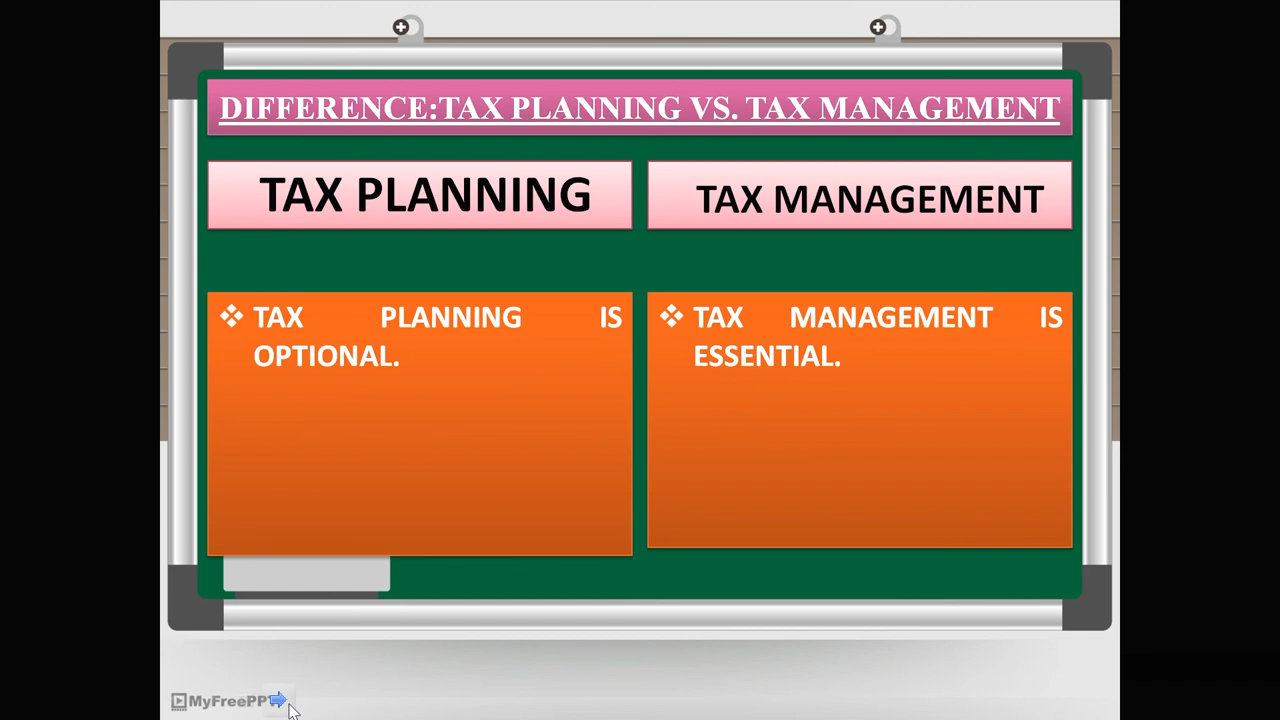 DIFFERENCE:TAX PLANNING VS. TAX MANAGEMENT
TAX PLANNING
TAX MANAGEMENT
❖ TAX PLANNING IS
OPTIONAL.
❖ TAX MANAGEMENT IS
ESSENTIAL.
MyFreePP